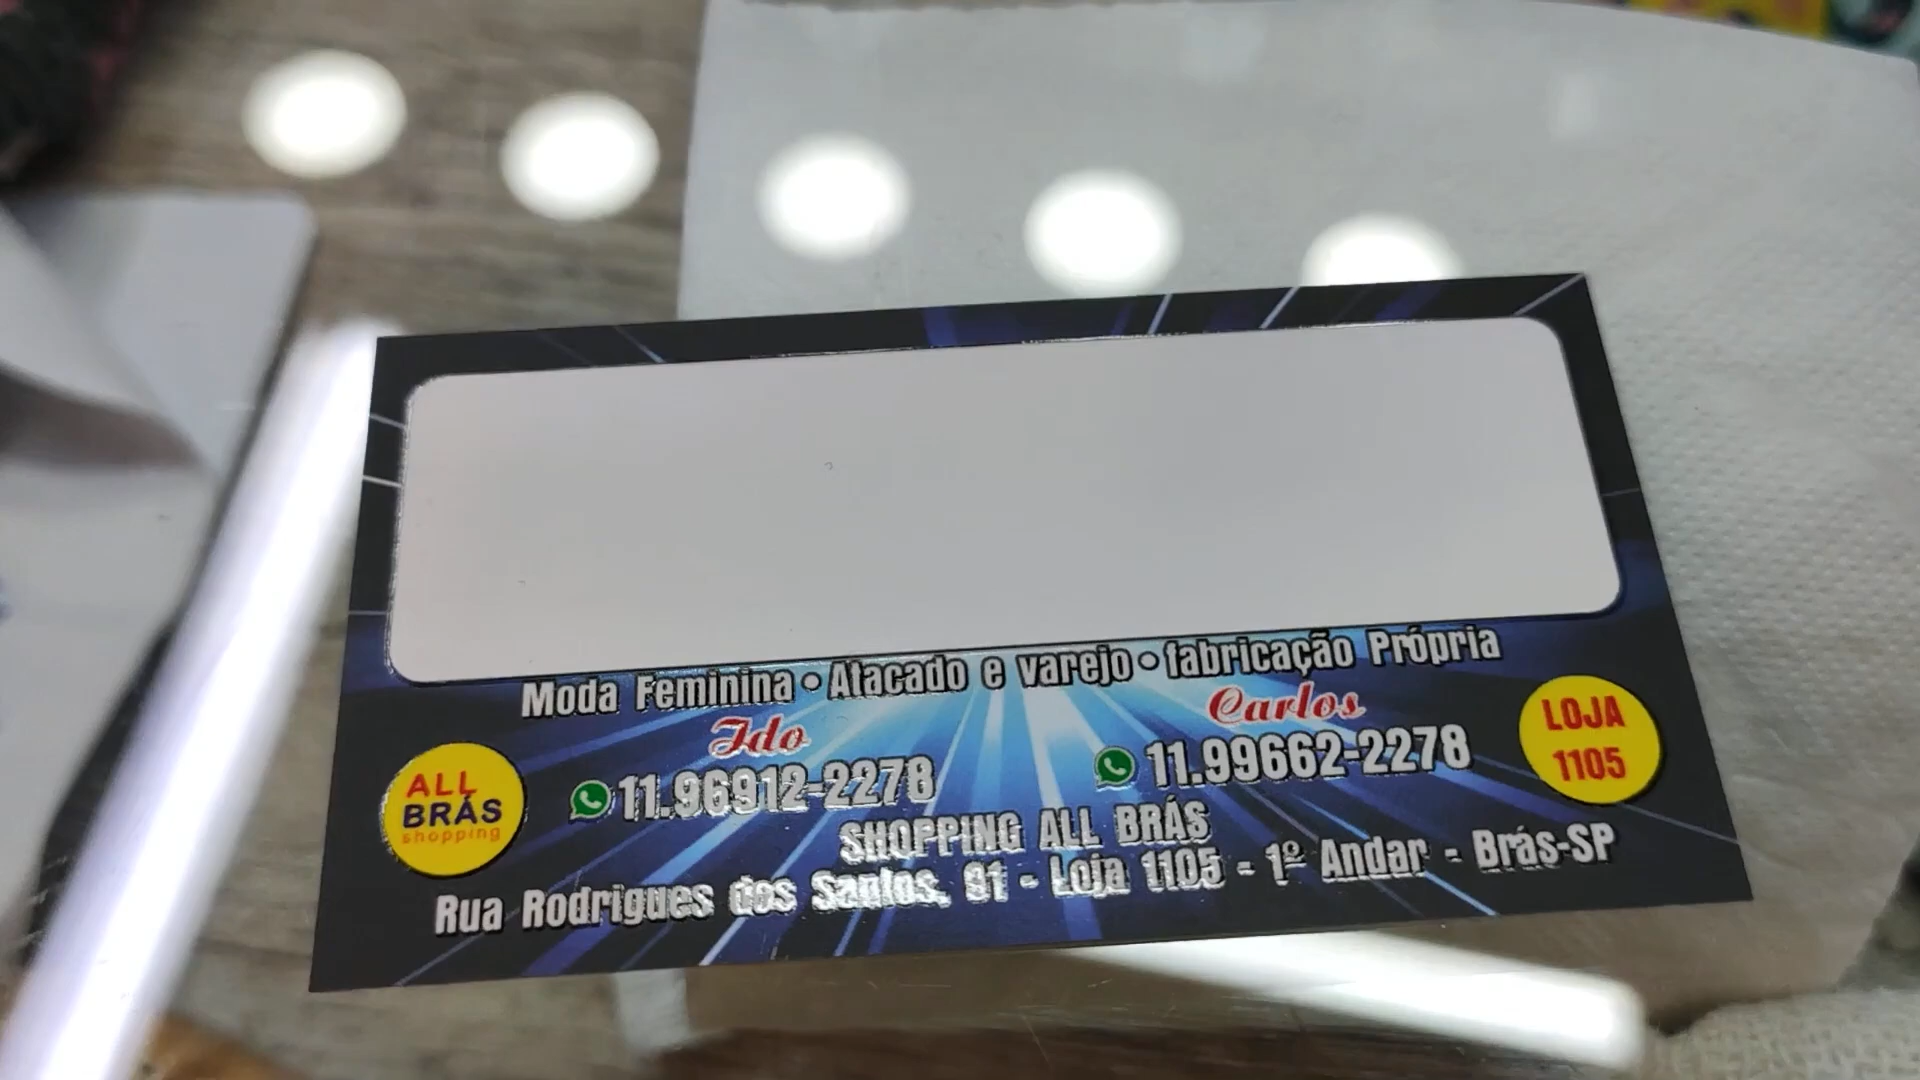 Moda Feminina • Atacado e varejo • fabricação Própria
Ido
Carlos
11.96912-2278
11.99662-2278
LOJA
1105
ALL
BRÁS
shopping
SHOPPING ALL BRÁS
Rua Rodrigues dos Santos, 91 - Loja 1105 - 1º Andar - Brás-SP